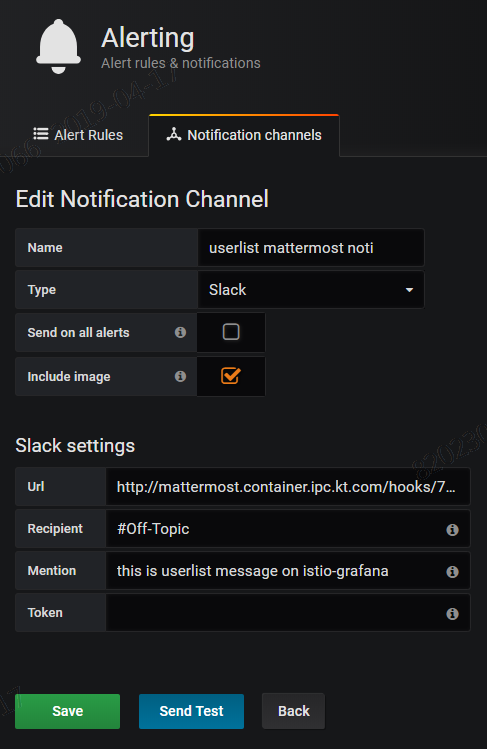 Alerting
Alert rules & notifications
Alert Rules
Notification channels
Edit Notification Channel
Name
userlist mattermost noti
Type
Slack
Send on all alerts
Include image
Slack settings
Url
http://mattermost.container.ipc.kt.com/hooks/7...
Recipient
#Off-Topic
Mention
this is userlist message on istio-grafana
Token
Save
Send Test
Back